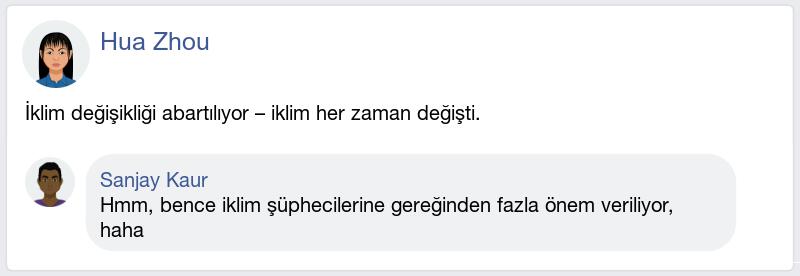 Hua Zhou
İklim değişikliği abartılıyor – iklim her zaman değişti.
Sanjay Kaur
Hmm, bence iklim şüphecilerine gereğinden fazla önem veriliyor,
haha